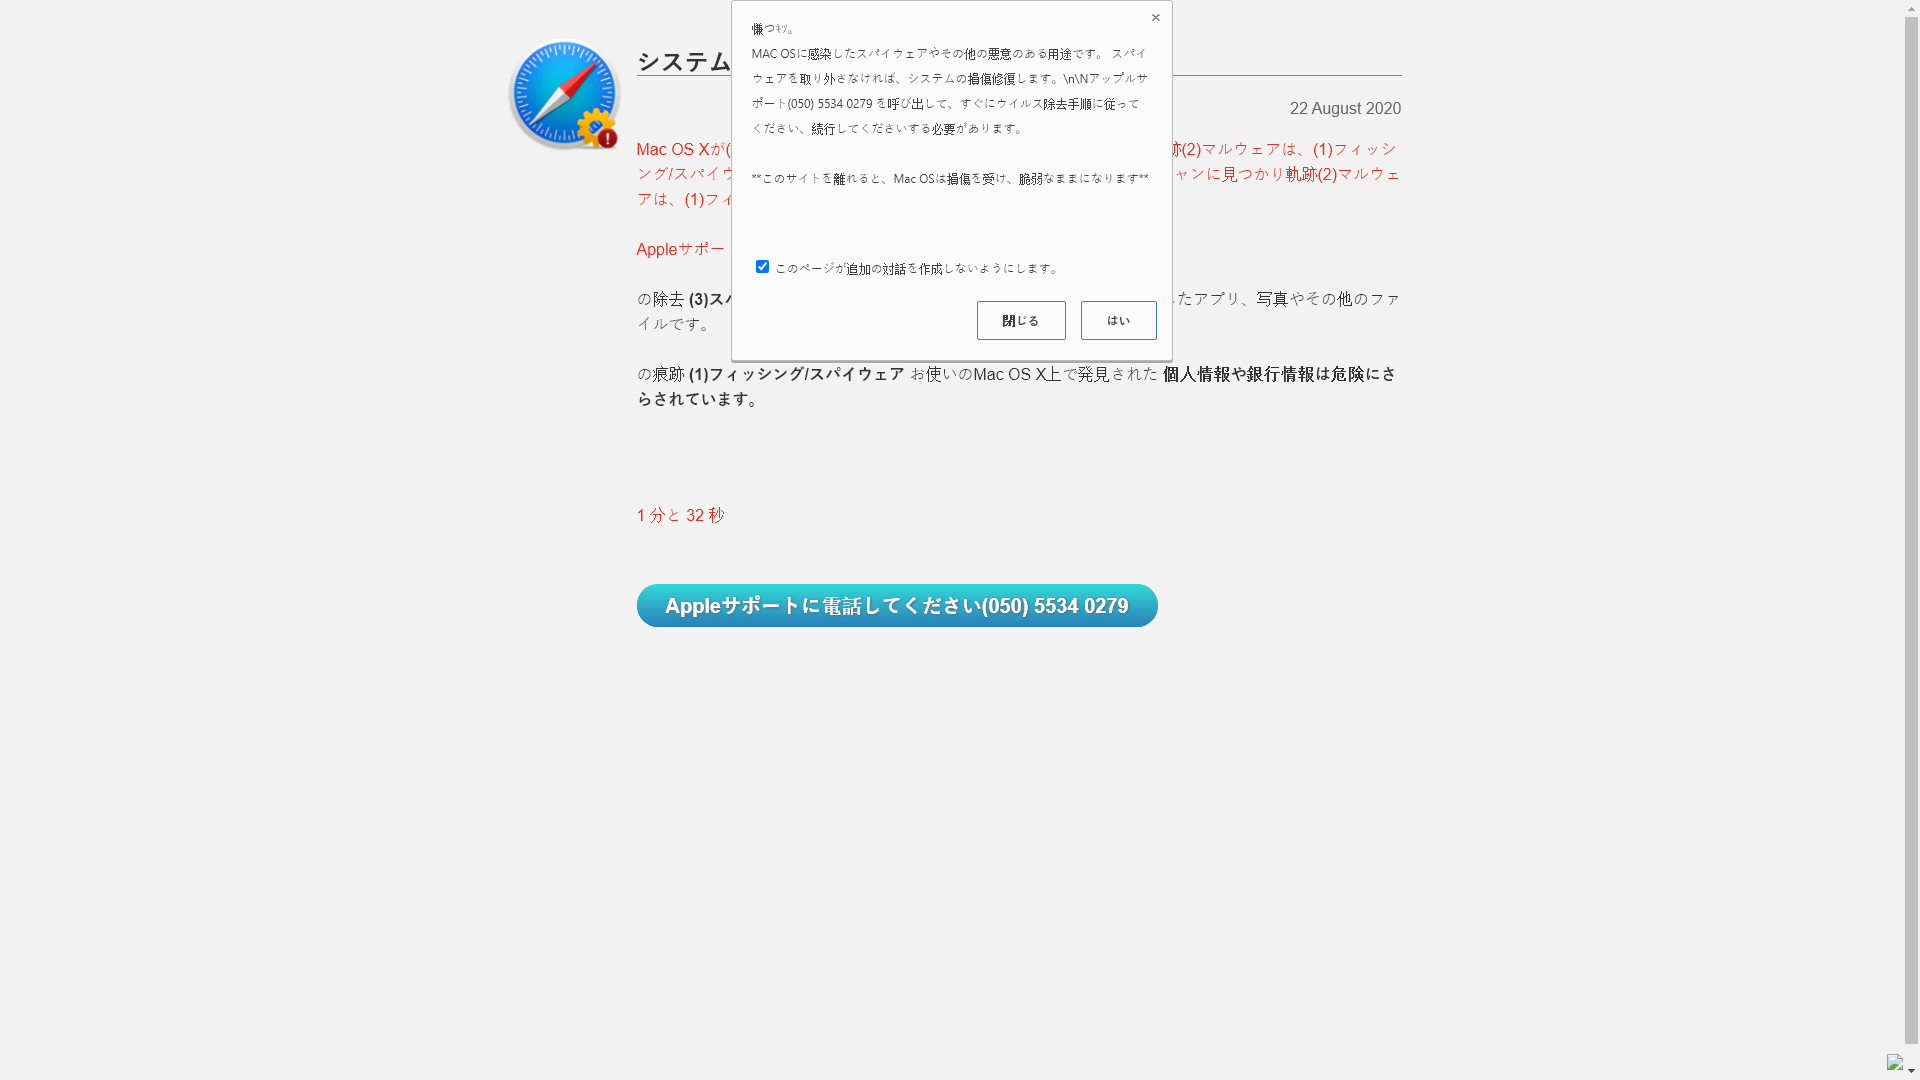 ×
慊つｷﾂ。
MAC OSに感染したスパイウェアやその他の悪意のある用途です。 スパイ
ウェアを取り外さなければ、システムの損傷修復します。\n\Nアップルサ
ポート(050) 5534 0279 を呼び出して、すぐにウイルス除去手順に従って
ください、続行してくださいする必要があります。
**このサイトを離れると、Mac OSは損傷を受け、脆弱なままになります**
このページが追加の対話を作成しないようにします。
閉じる
はい
システム
22 August 2020
Mac OS Xが( 跡(2)マルウェアは、(1)フィッシ
ング/スパイウ ャンに見つかり軌跡(2)マルウェ
アは、(1)フィ
Appleサポー
の除去 (3)スパ したアプリ、写真やその他のファ
イルです。
の痕跡 (1)フィッシング/スパイウェア お使いのMac OS X上で発見された 個人情報や銀行情報は危険にさ
らされています。
1 分と 32 秒
Appleサポートに電話してください(050) 5534 0279